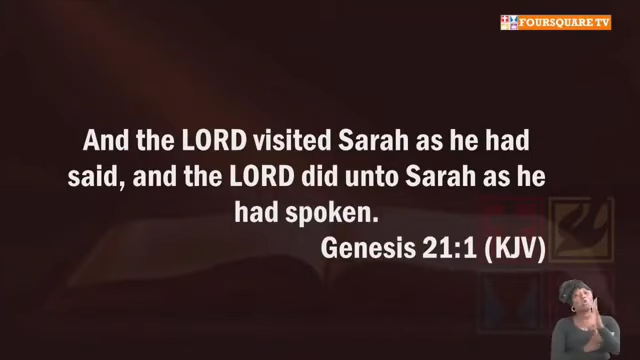 FOURSQUARE TV
And the LORD visited Sarah as he had
said, and the LORD did unto Sarah as he
had spoken.
Genesis 21:1 (KJV)